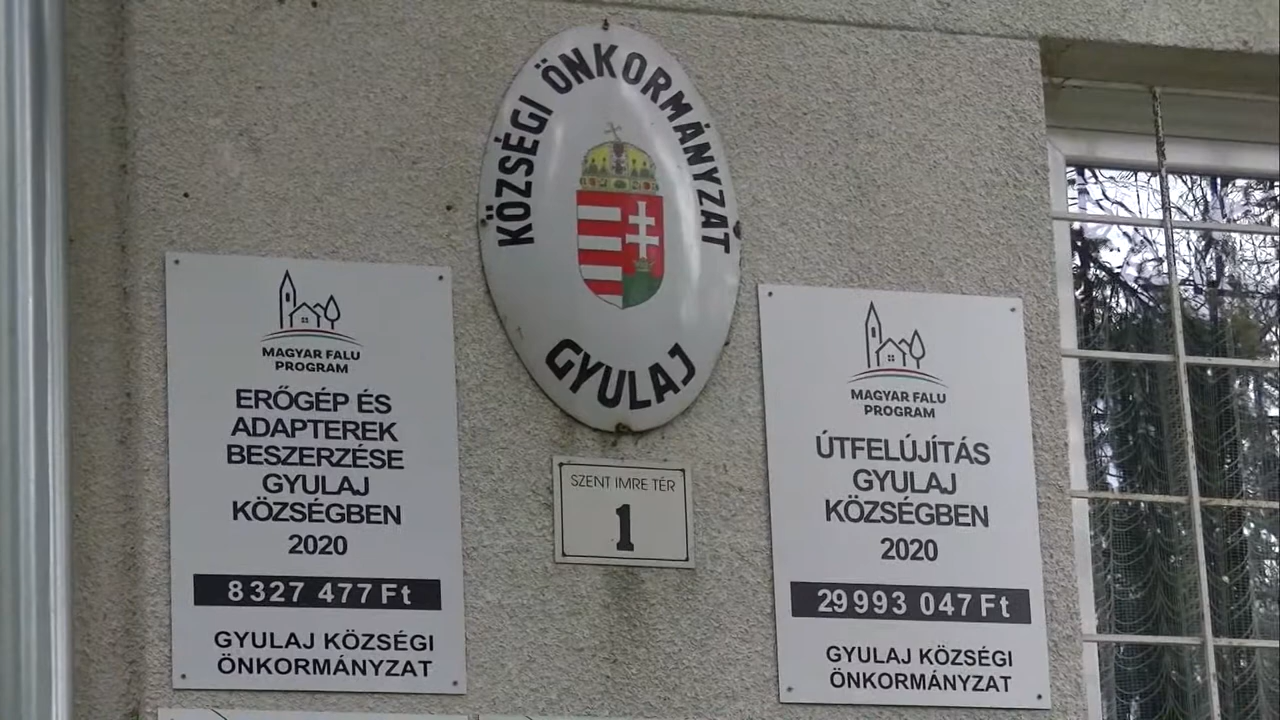 KÖZSÉGI ÖNKORMÁNYZAT
GYULAJ
MAGYAR FALU
PROGRAM
ERŐGÉP ÉS
ADAPTEREK
BESZERZÉSE
GYULAJ
KÖZSÉGBEN
2020
8 327 477 Ft
GYULAJ KÖZSÉGI
ÖNKORMÁNYZAT
SZENT IMRE TÉR
1
MAGYAR FALU
PROGRAM
ÚTFELÚJÍTÁS
GYULAJ
KÖZSÉGBEN
2020
29 993 047 Ft
GYULAJ KÖZSÉGI
ÖNKORMÁNYZAT